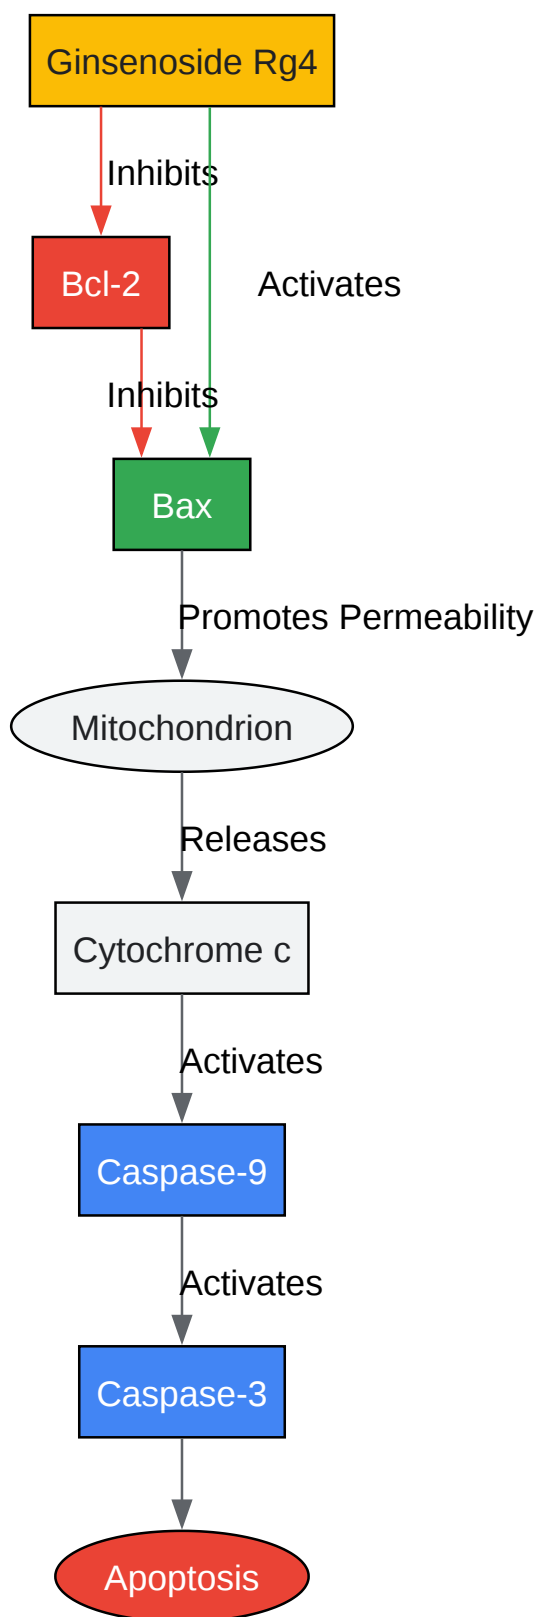 Ginsenoside Rg4
Inhibits
Bcl-2
Activates
Inhibits
Bax
Promotes Permeability
Mitochondrion
Releases
Cytochrome c
Activates
Caspase-9
Activates
Caspase-3
Apoptosis